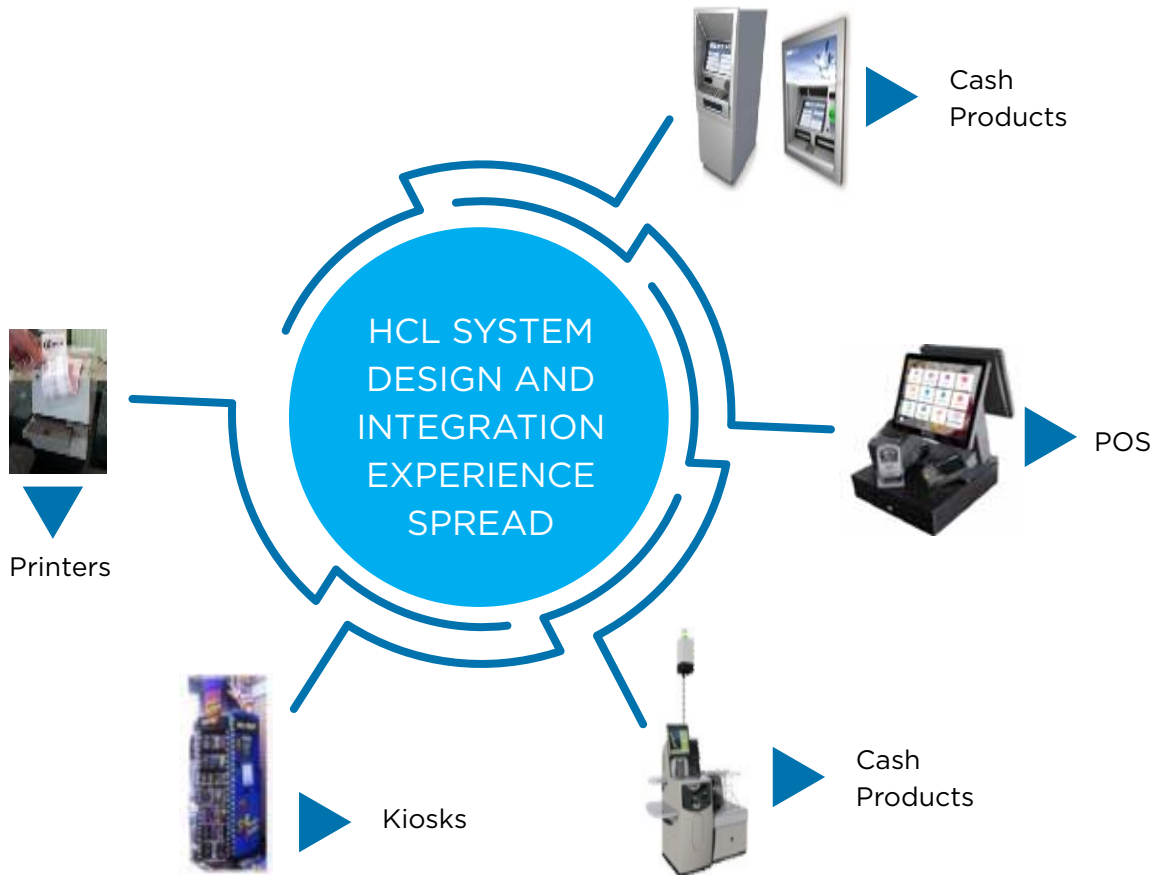 Cash
Products
HCL SYSTEM
DESIGN AND
INTEGRATION
EXPERIENCE
SPREAD
POS
Printers
Cash
Products
Kiosks